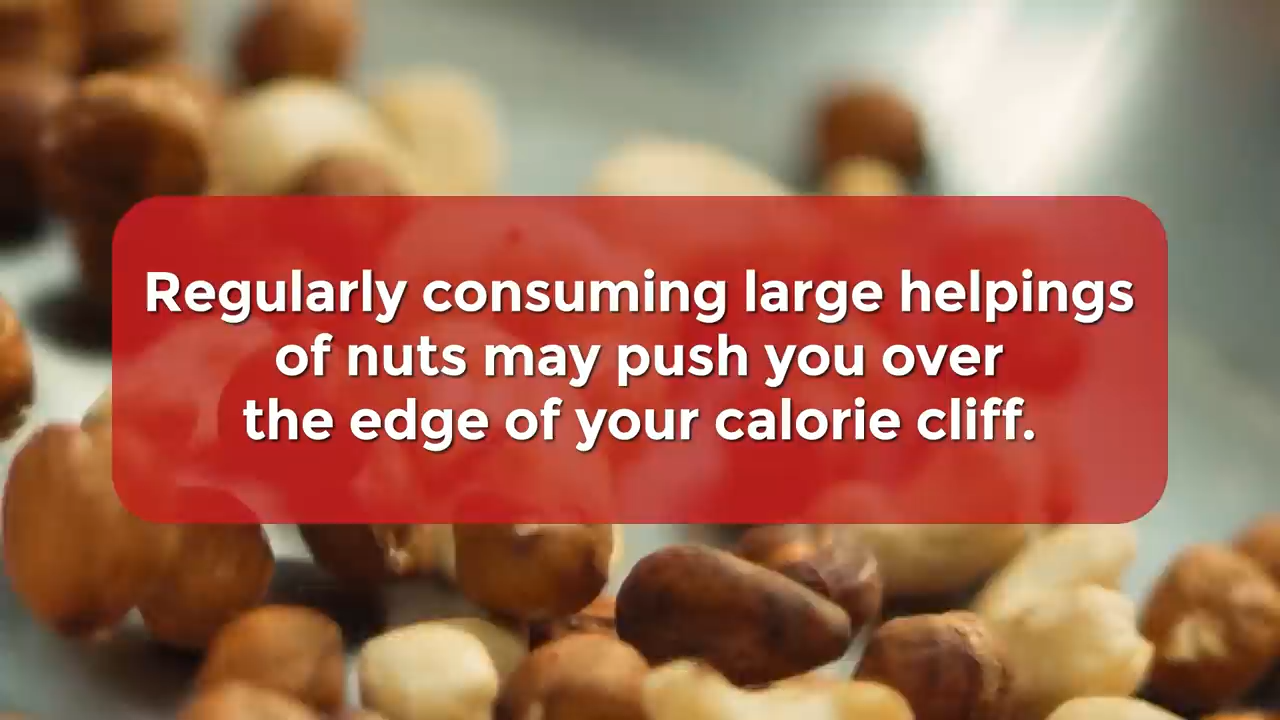 Regularly consuming large helpings
of nuts may push you over
the edge of your calorie cliff.